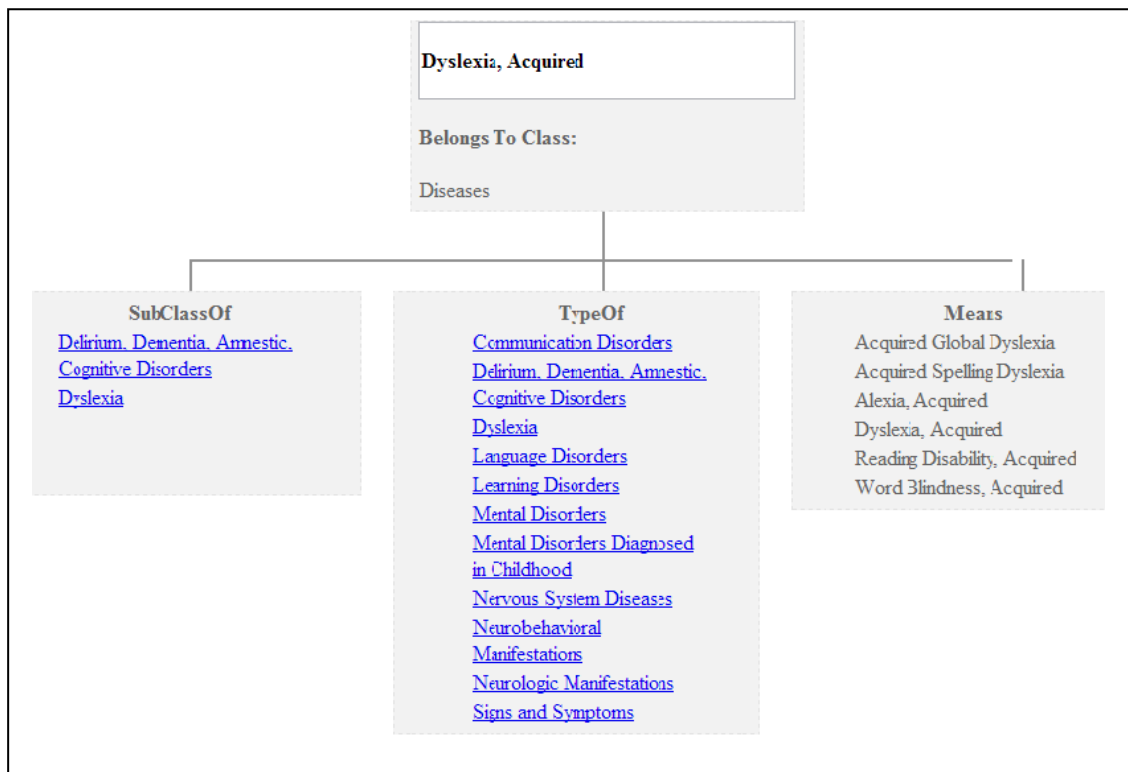 Dyslexia, Acquired
Belongs To Class:
Diseases
SubClassOf
Delirium, Dementia, Amnestic,
Cognitive Disorders
Dyslexia
TypeOf
Communication Disorders
Delirium, Dementia, Amnestic,
Cognitive Disorders
Dyslexia
Language Disorders
Learning Disorders
Mental Disorders
Mental Disorders Diagnosed
in Childhood
Nervous System Diseases
Neurobehavioral
Manifestations
Neurologic Manifestations
Signs and Symptoms
Means
Acquired Global Dyslexia
Acquired Spelling Dyslexia
Alexia, Acquired
Dyslexia, Acquired
Reading Disability, Acquired
Word Blindness, Acquired